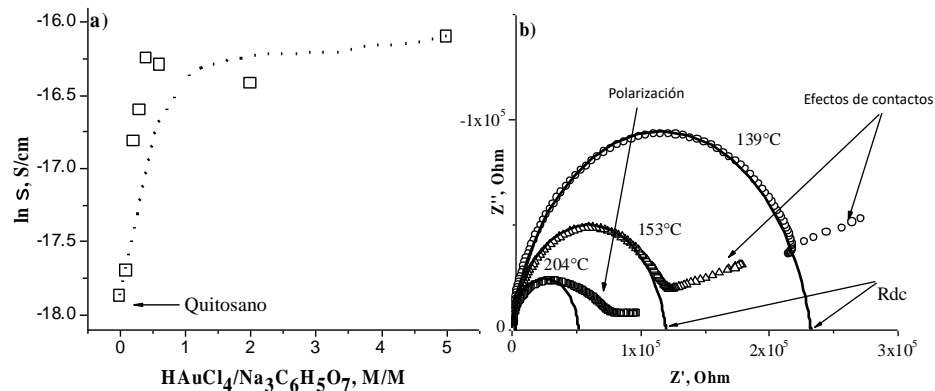 a)
-16.0
-16.5
-17.0
-17.5
-18.0
ln s, S/cm
Quitosano
0 1 2 3 4 5
HAuCl4/Na3C6H5O7, M/M
b)
Polarización
Efectos de contactos
-1x10^5
139°C
153°C
204°C
Rdc
Z'', Ohm
-0
0 1x10^5 2x10^5 3x10^5
Z', Ohm